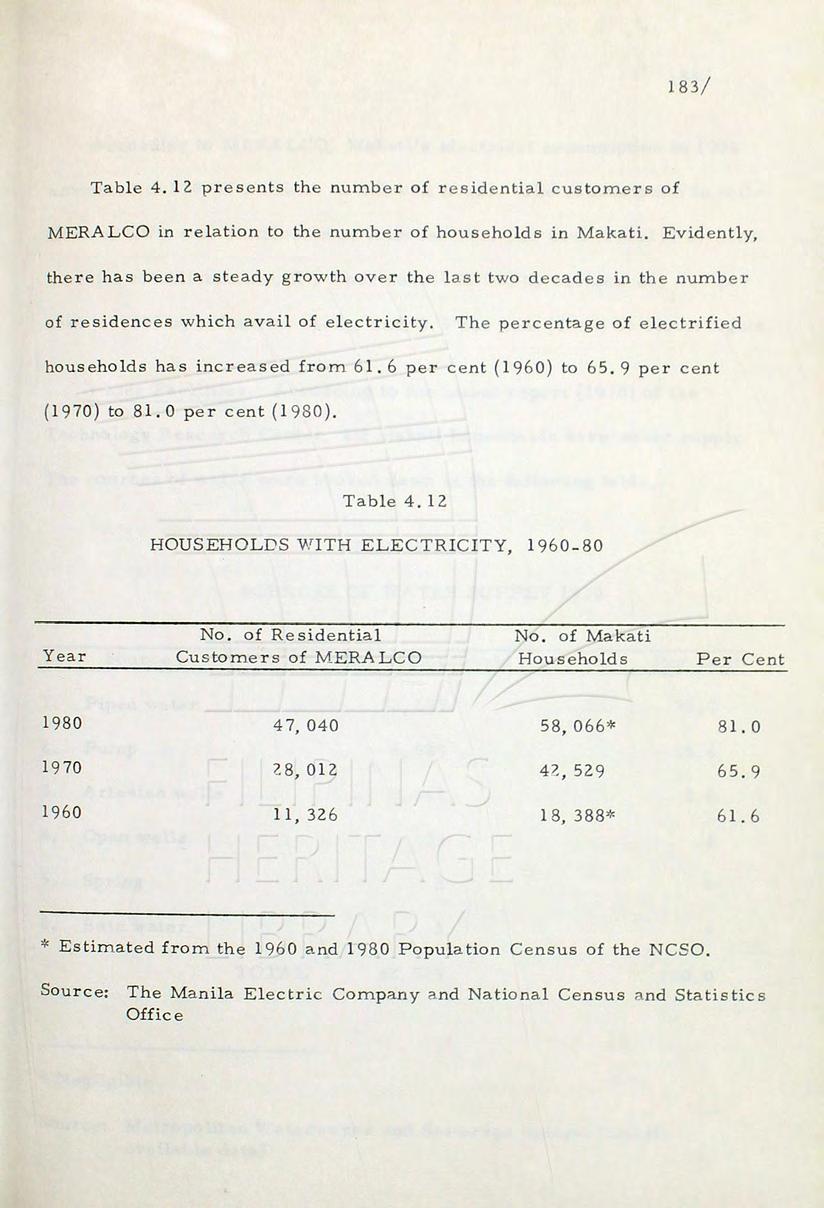 183/
Table 4.12 presents the number of residential customers of
MERALCO in relation to the number of households in Makati. Evidently,
there has been a steady growth over the last two decades in the number
of residences which avail of electricity. The percentage of electrified
households has increased from 61.6 per cent (1960) to 65.9 per cent
(1970) to 81.0 per cent (1980).
Table 4.12
HOUSEHOLDS WITH ELECTRICITY, 1960-80
No. of Residential No. of Makati
Year Customers of MERALCO Households Per Cent
1980 47,040 58,066* 81.0
1970 28,012 42,529 65.9
1960 11,326 18,388* 61.6
FILIPINAS
HERITAGE
LIBRARY
* Estimated from the 1960 and 1980 Population Census of the NCSO.
Source: The Manila Electric Company and National Census and Statistics
Office